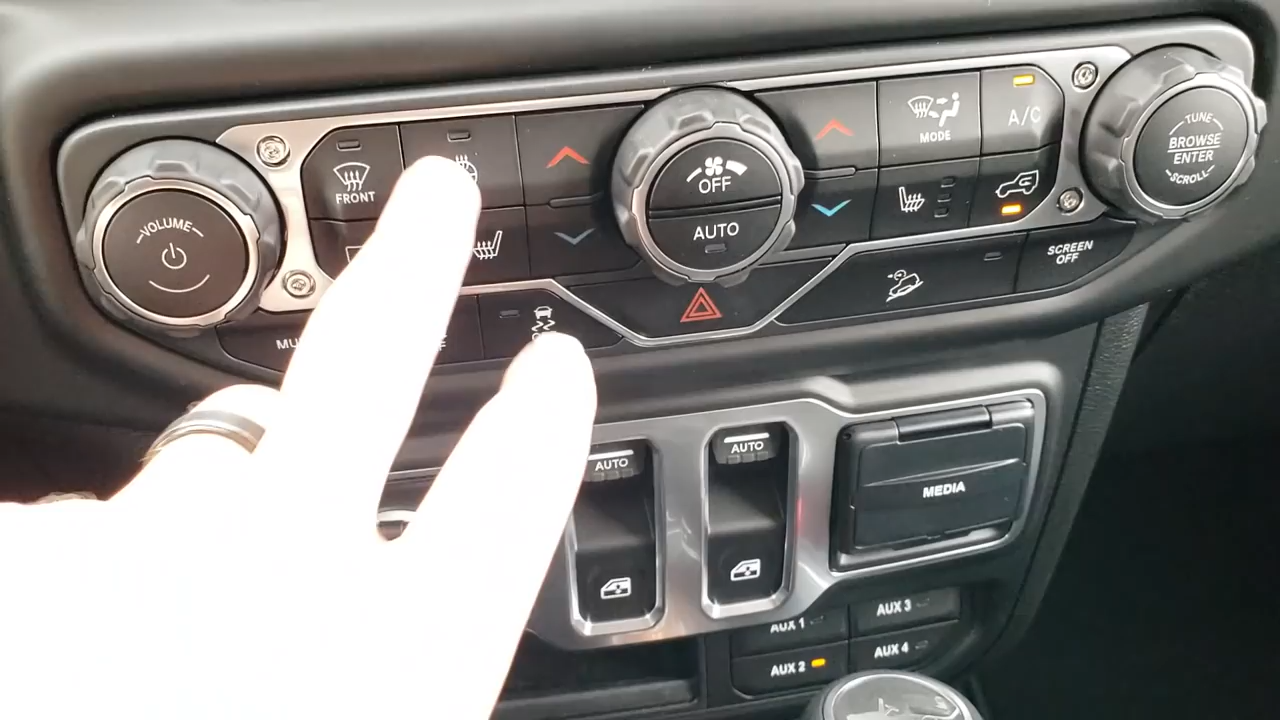 VOLUME
FRONT
OFF
AUTO
MODE
A/C
TUNE
BROWSE
ENTER
SCROLL
SCREEN
OFF
AUTO
AUTO
MEDIA
AUX 1
AUX 3
AUX 2
AUX 4